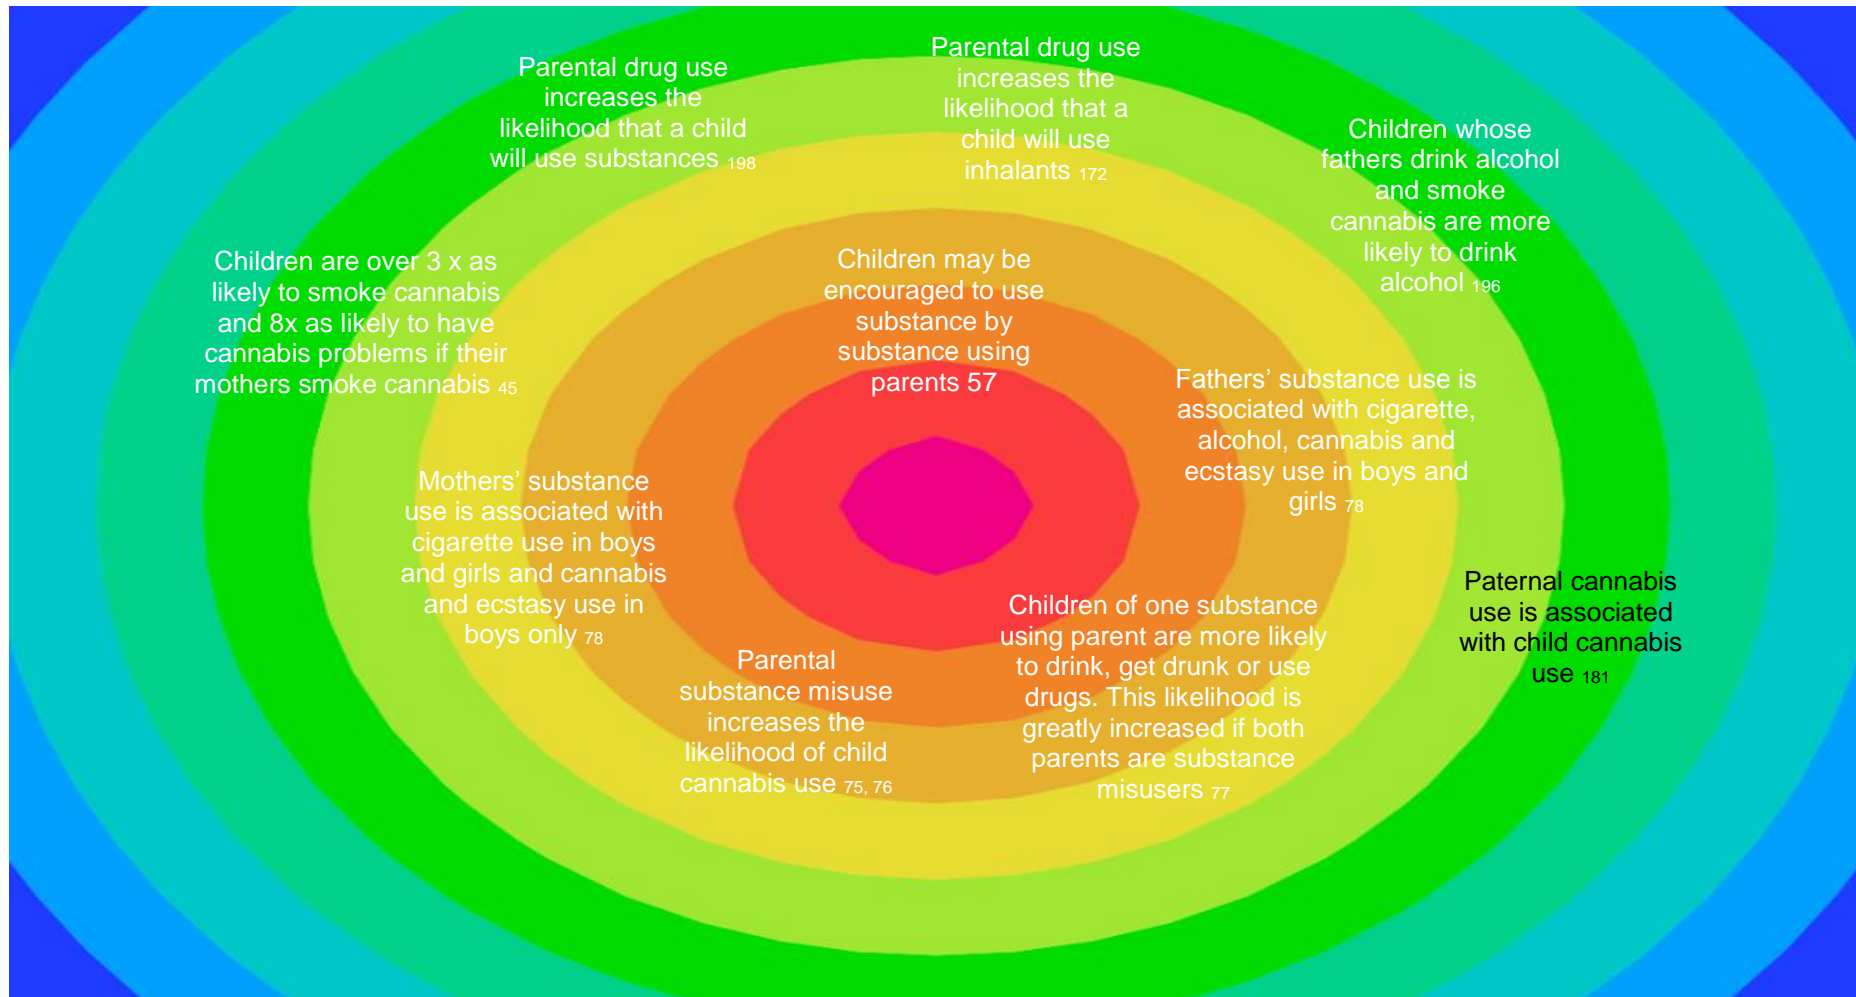 Parental drug use
increases the
likelihood that a child
will use substances 198
Parental drug use
increases the
likelihood that a
child will use
inhalants 172
Children whose
fathers drink alcohol
and smoke
cannabis are more
likely to drink
alcohol 196
Children are over 3 x as
likely to smoke cannabis
and 8x as likely to have
cannabis problems if their
mothers smoke cannabis 45
Children may be
encouraged to use
substance by
substance using
parents 57
Fathers’ substance use is
associated with cigarette,
alcohol, cannabis and
ecstasy use in boys and
girls 78
Mothers’ substance
use is associated with
cigarette use in boys
and girls and cannabis
and ecstasy use in
boys only 78
Parental
substance misuse
increases the
likelihood of child
cannabis use 75, 76
Children of one substance
using parent are more likely
to drink, get drunk or use
drugs. This likelihood is
greatly increased if both
parents are substance
misusers 77
Paternal cannabis
use is associated
with child cannabis
use 181